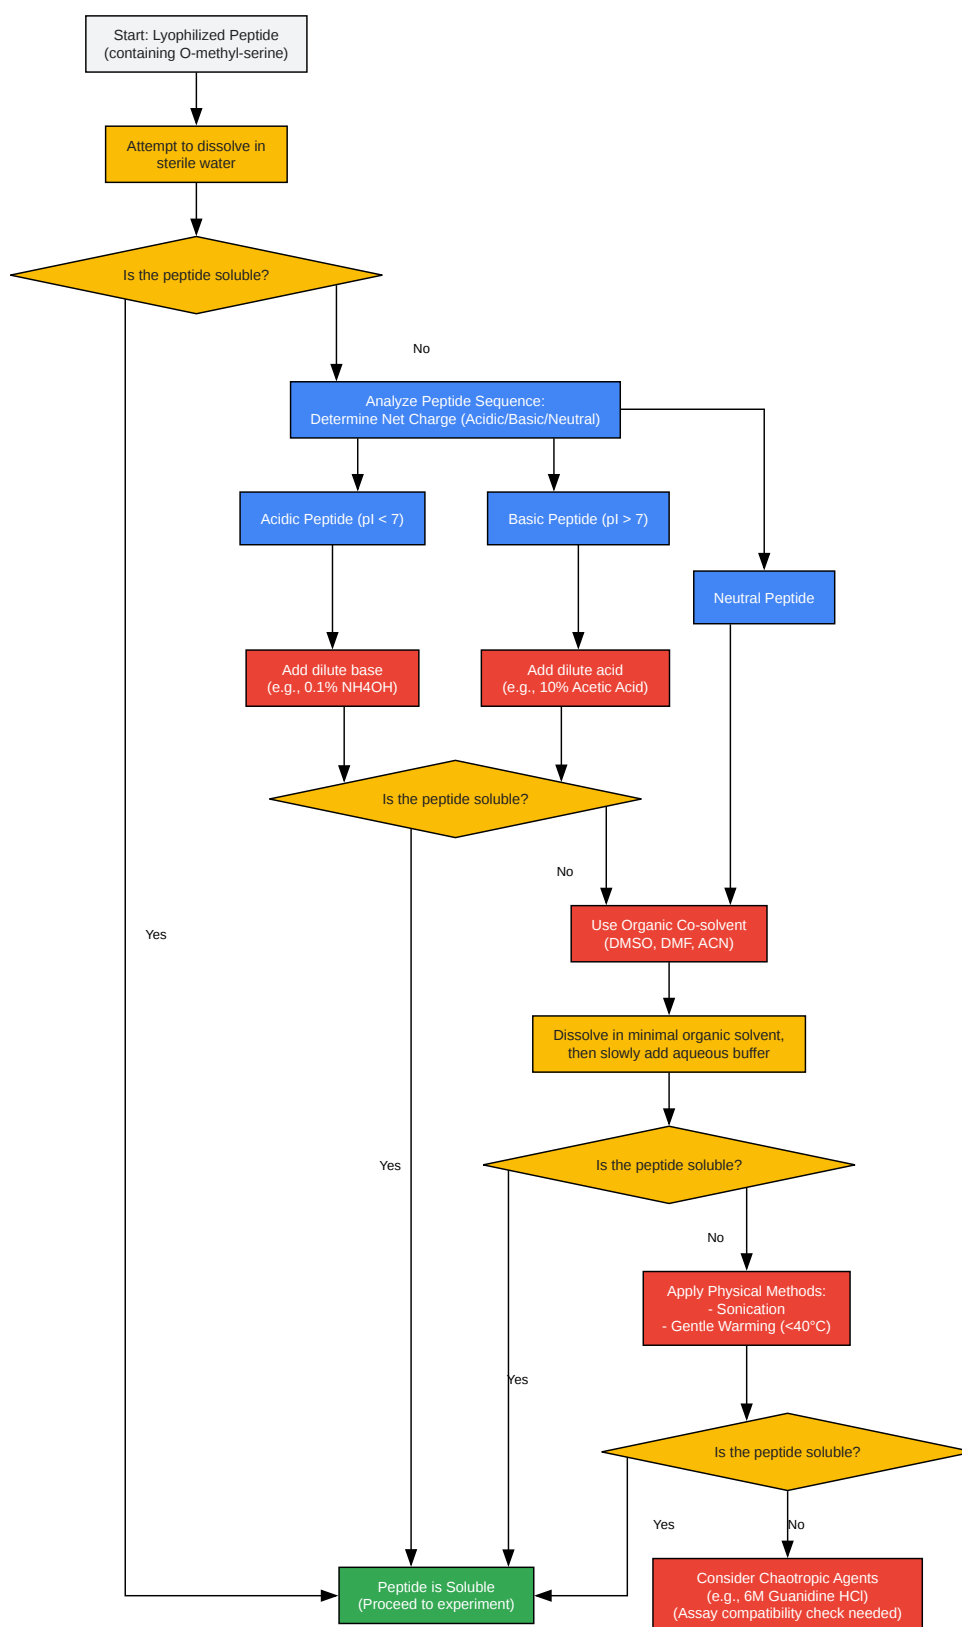 Start: Lyophilized Peptide
(containing O-methyl-serine)
Attempt to dissolve in
sterile water
Is the peptide soluble?
No
Analyze Peptide Sequence:
Determine Net Charge (Acidic/Basic/Neutral)
Acidic Peptide (pI < 7)
Basic Peptide (pI > 7)
Neutral Peptide
Add dilute base
(e.g., 0.1% NH4OH)
Add dilute acid
(e.g., 10% Acetic Acid)
Is the peptide soluble?
No
Yes
Use Organic Co-solvent
(DMSO, DMF, ACN)
Dissolve in minimal organic solvent,
then slowly add aqueous buffer
Is the peptide soluble?
Yes
No
Apply Physical Methods:
- Sonication
- Gentle Warming (<40°C)
Yes
Is the peptide soluble?
Yes
No
Peptide is Soluble
(Proceed to experiment)
Consider Chaotropic Agents
(e.g., 6M Guanidine HCl)
(Assay compatibility check needed)